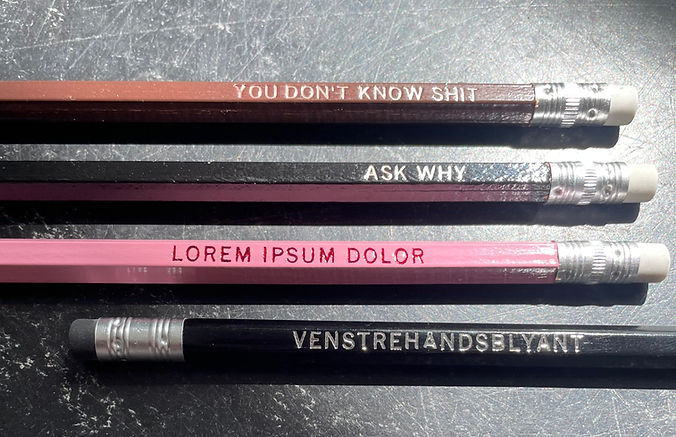 YOU DON'T KNOW SHIT
ASK WHY
LOREM IPSUM DOLOR
VENSTREHANDSBLYANT